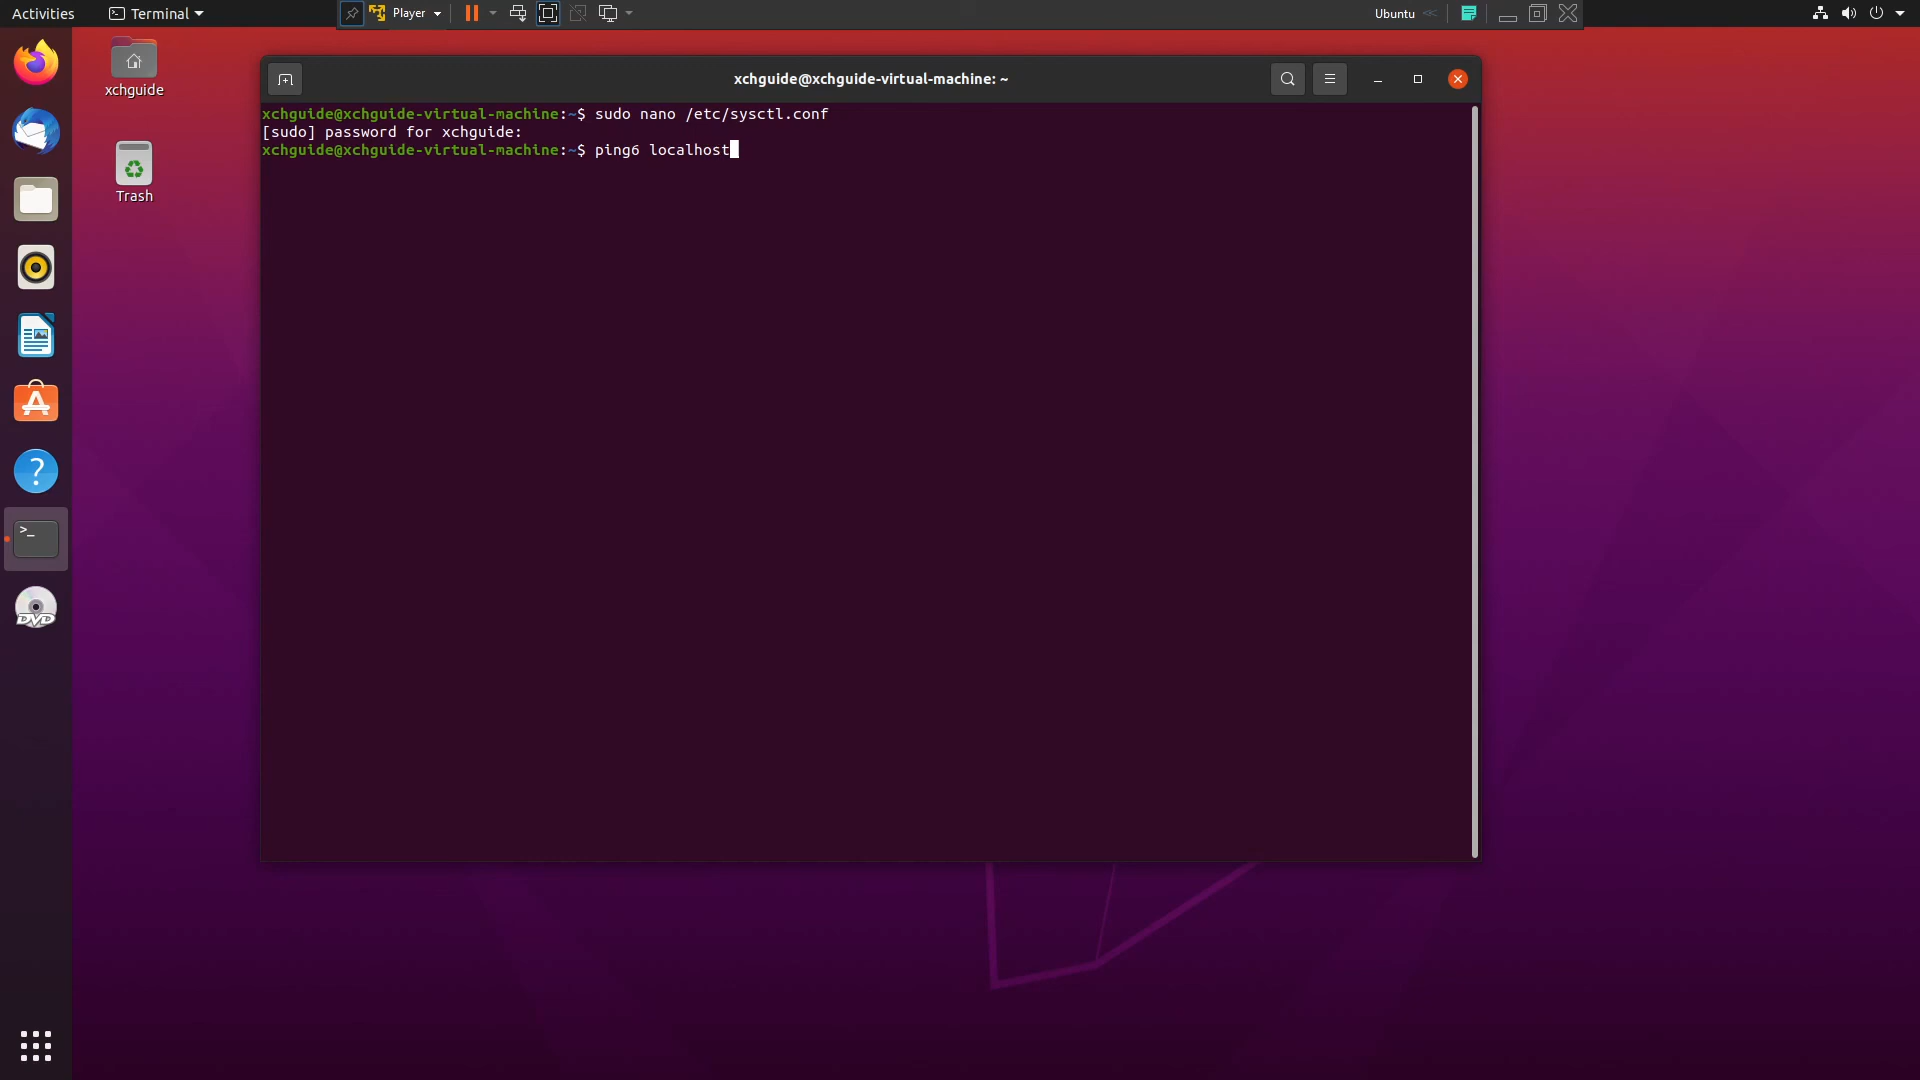 Activities
Terminal
Player
Ubuntu
xchguide
Trash
xchguide@xchguide-virtual-machine: ~
xchguide@xchguide-virtual-machine:~$ sudo nano /etc/sysctl.conf
[sudo] password for xchguide:
xchguide@xchguide-virtual-machine:~$ ping6 localhost
DVD